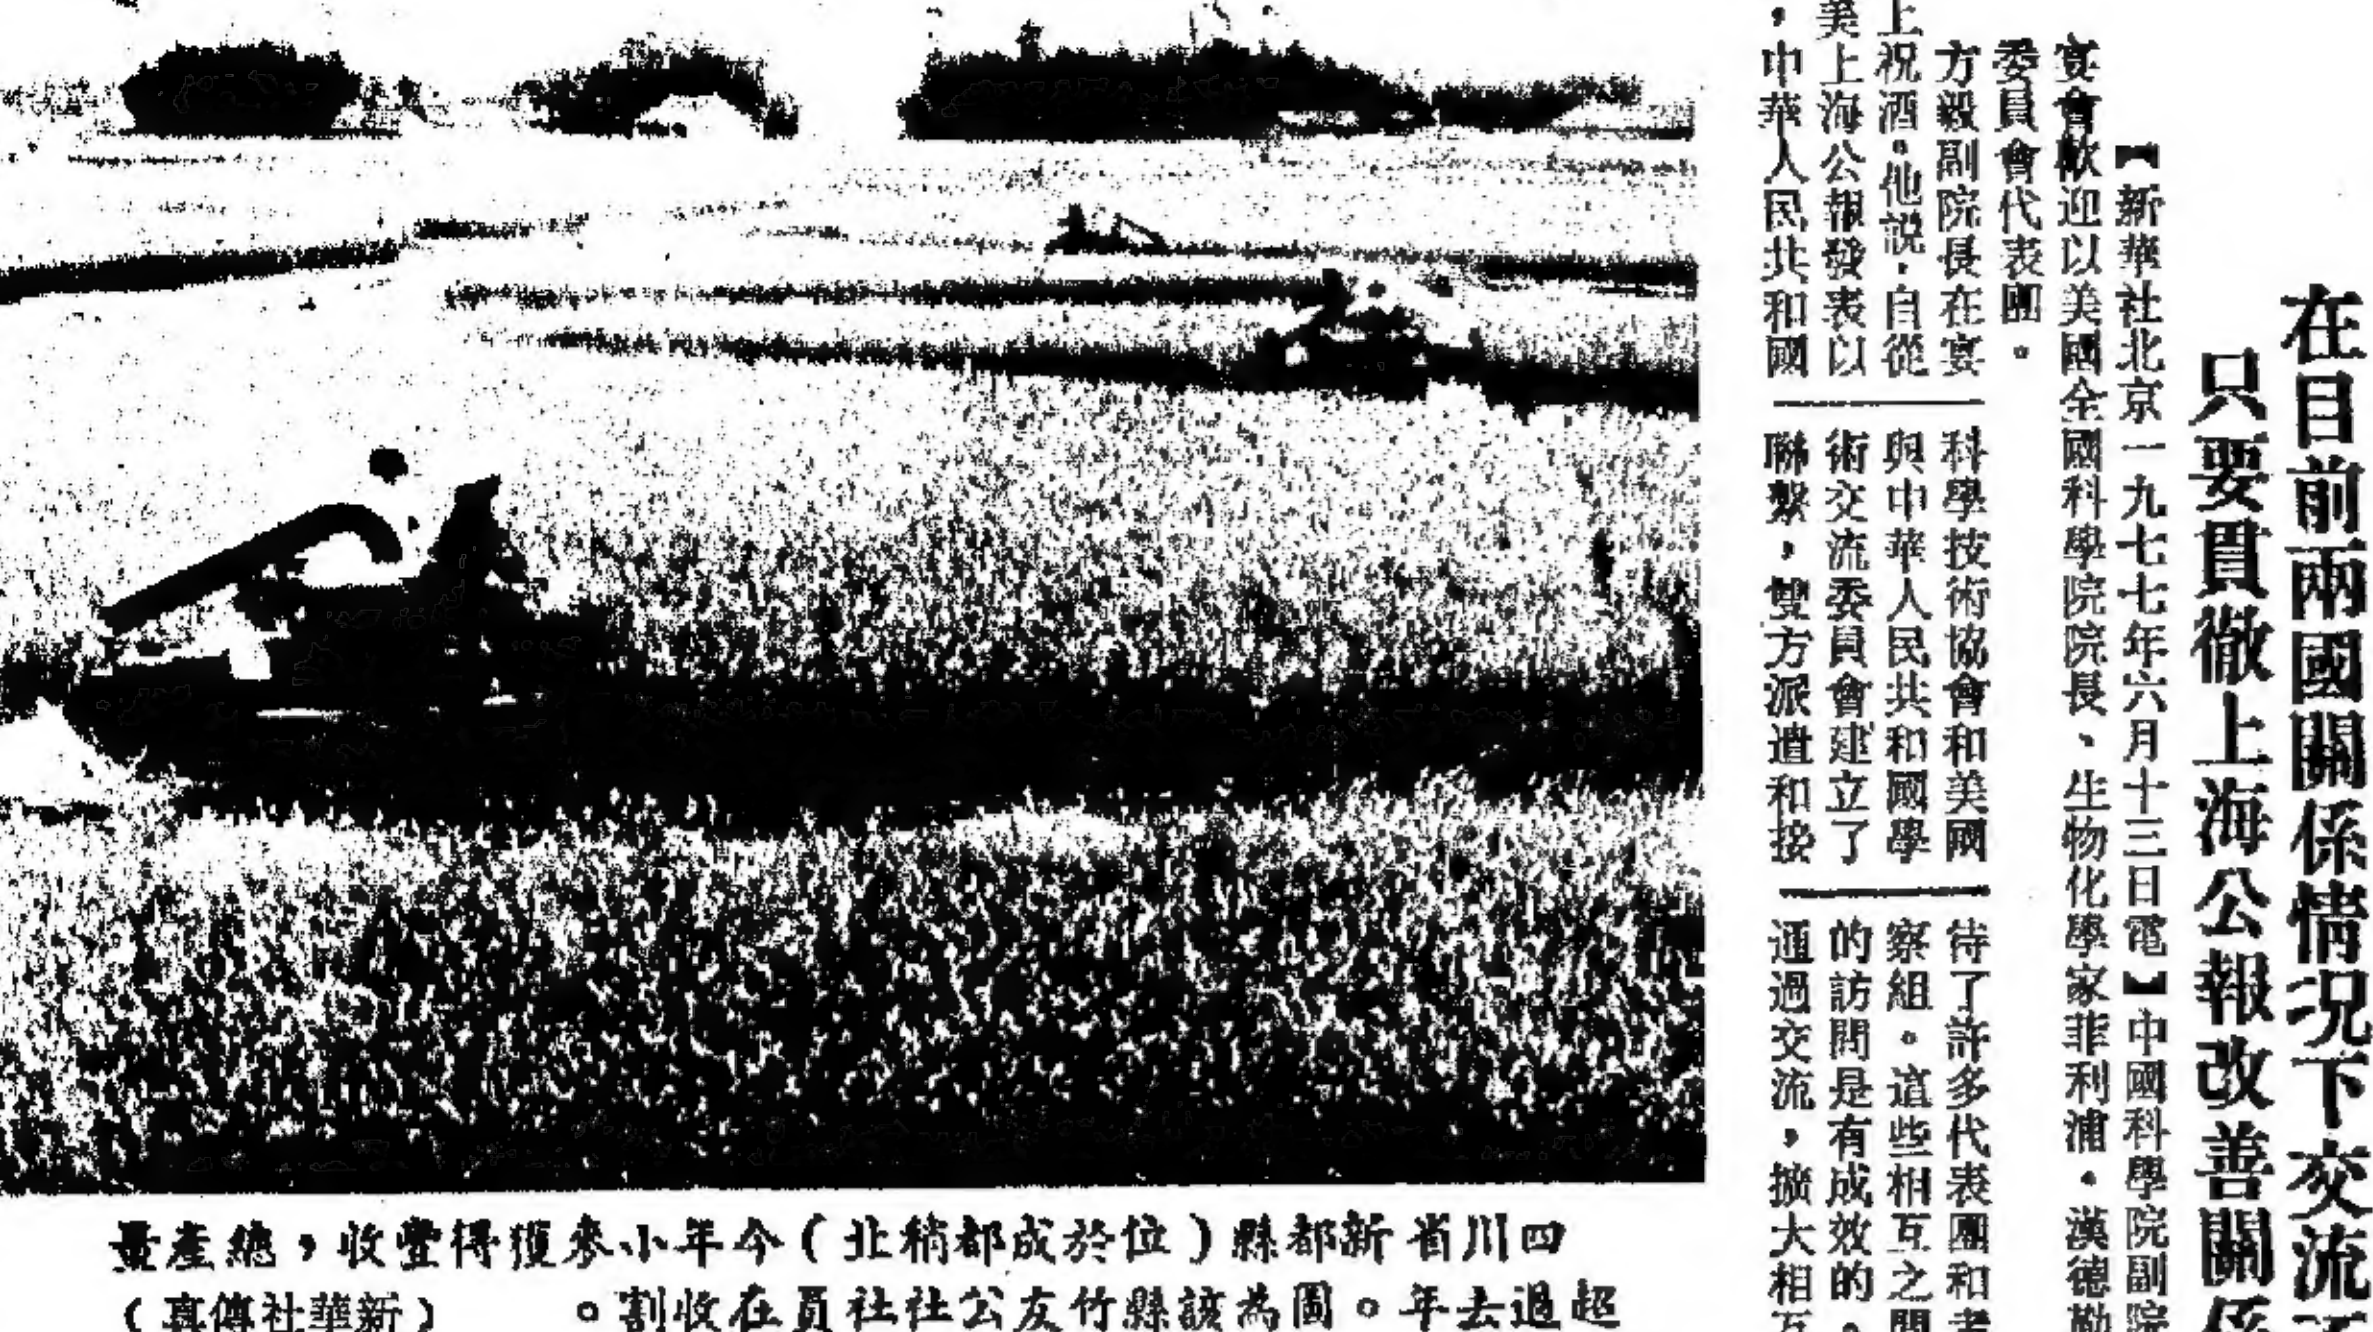 在目前兩國關係情況下交流
只要貫徹上海公報改善關係
【新華社北京一九七七年六月十三日電】中國科學院副院
宴會歡迎以美國全國科學院院長、生物化學家菲利浦·漢德勒
委員會代表團。
方毅副院長在宴
上祝酒。他說，自從
美上海公報發表以
，中華人民共和國
科學技術協會和美國
與中華人民共和國學
術交流委員會建立了
聯繫，雙方派遣和接
待了許多代表團和考
察組。這些相互之間
的訪問是有成效的。
通過交流，擴大相互
四川省新都縣（位於成都稍北）今年小麥獲得豐收，總產量
超過去年。圖為該縣竹友公社社員在收割。
（新華社傳真）